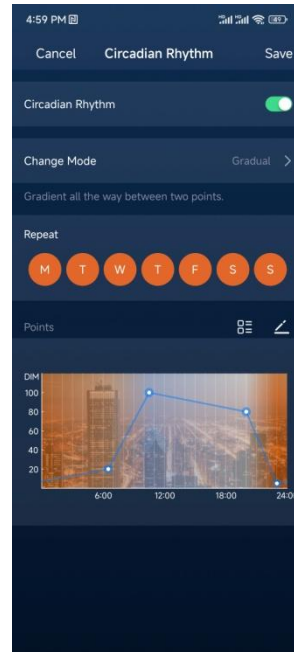 4:59 PM
Cancel Circadian Rhythm Save
Circadian Rhythm
Change Mode Gradual >
Gradient all the way between two points.
Repeat
M T W T F S S
Points
DIM
100
80
60
40
20
6:00 12:00 18:00 24:0